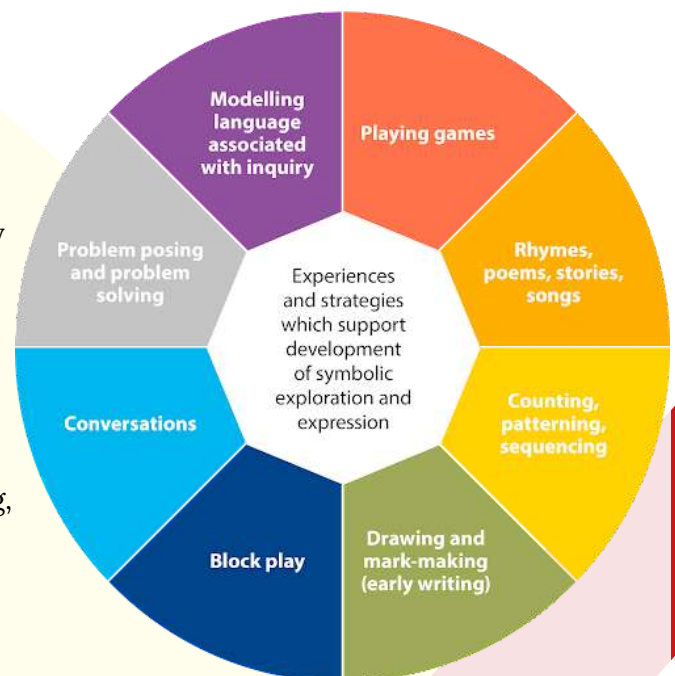 Modelling
language
associated
with inquiry
Playing games
Rhymes,
poems, stories,
songs
Counting,
patterning,
sequencing
Drawing and
mark-making
(early writing)
Block play
Conversations
Problem posing
and problem
solving
Experiences
and strategies
which support
development
of symbolic
exploration and
expression